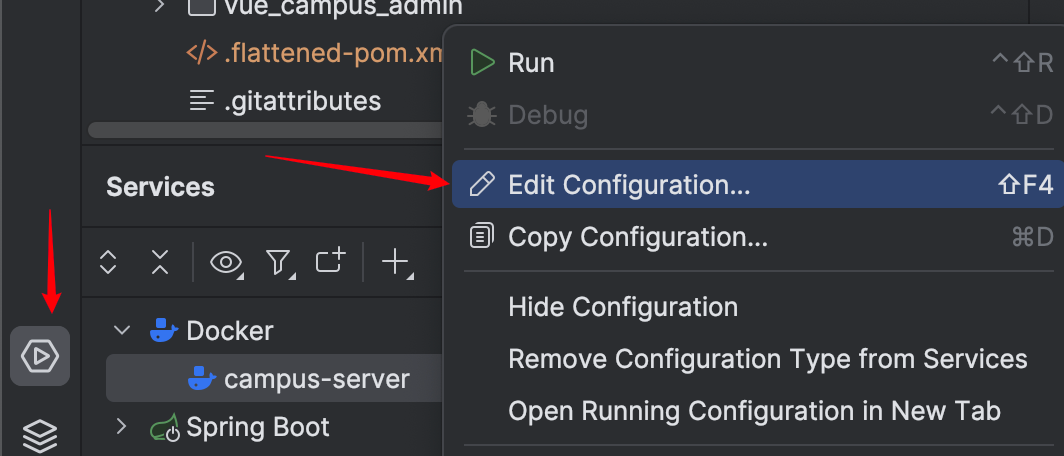 vue_campus_admin
.flattened-pom.xm
.gitattributes
Services
Docker
campus-server
Spring Boot
Run ⌃⇧R
Debug ⌃⇧D
Edit Configuration... ⇧F4
Copy Configuration... ⌘D
Hide Configuration
Remove Configuration Type from Services
Open Running Configuration in New Tab